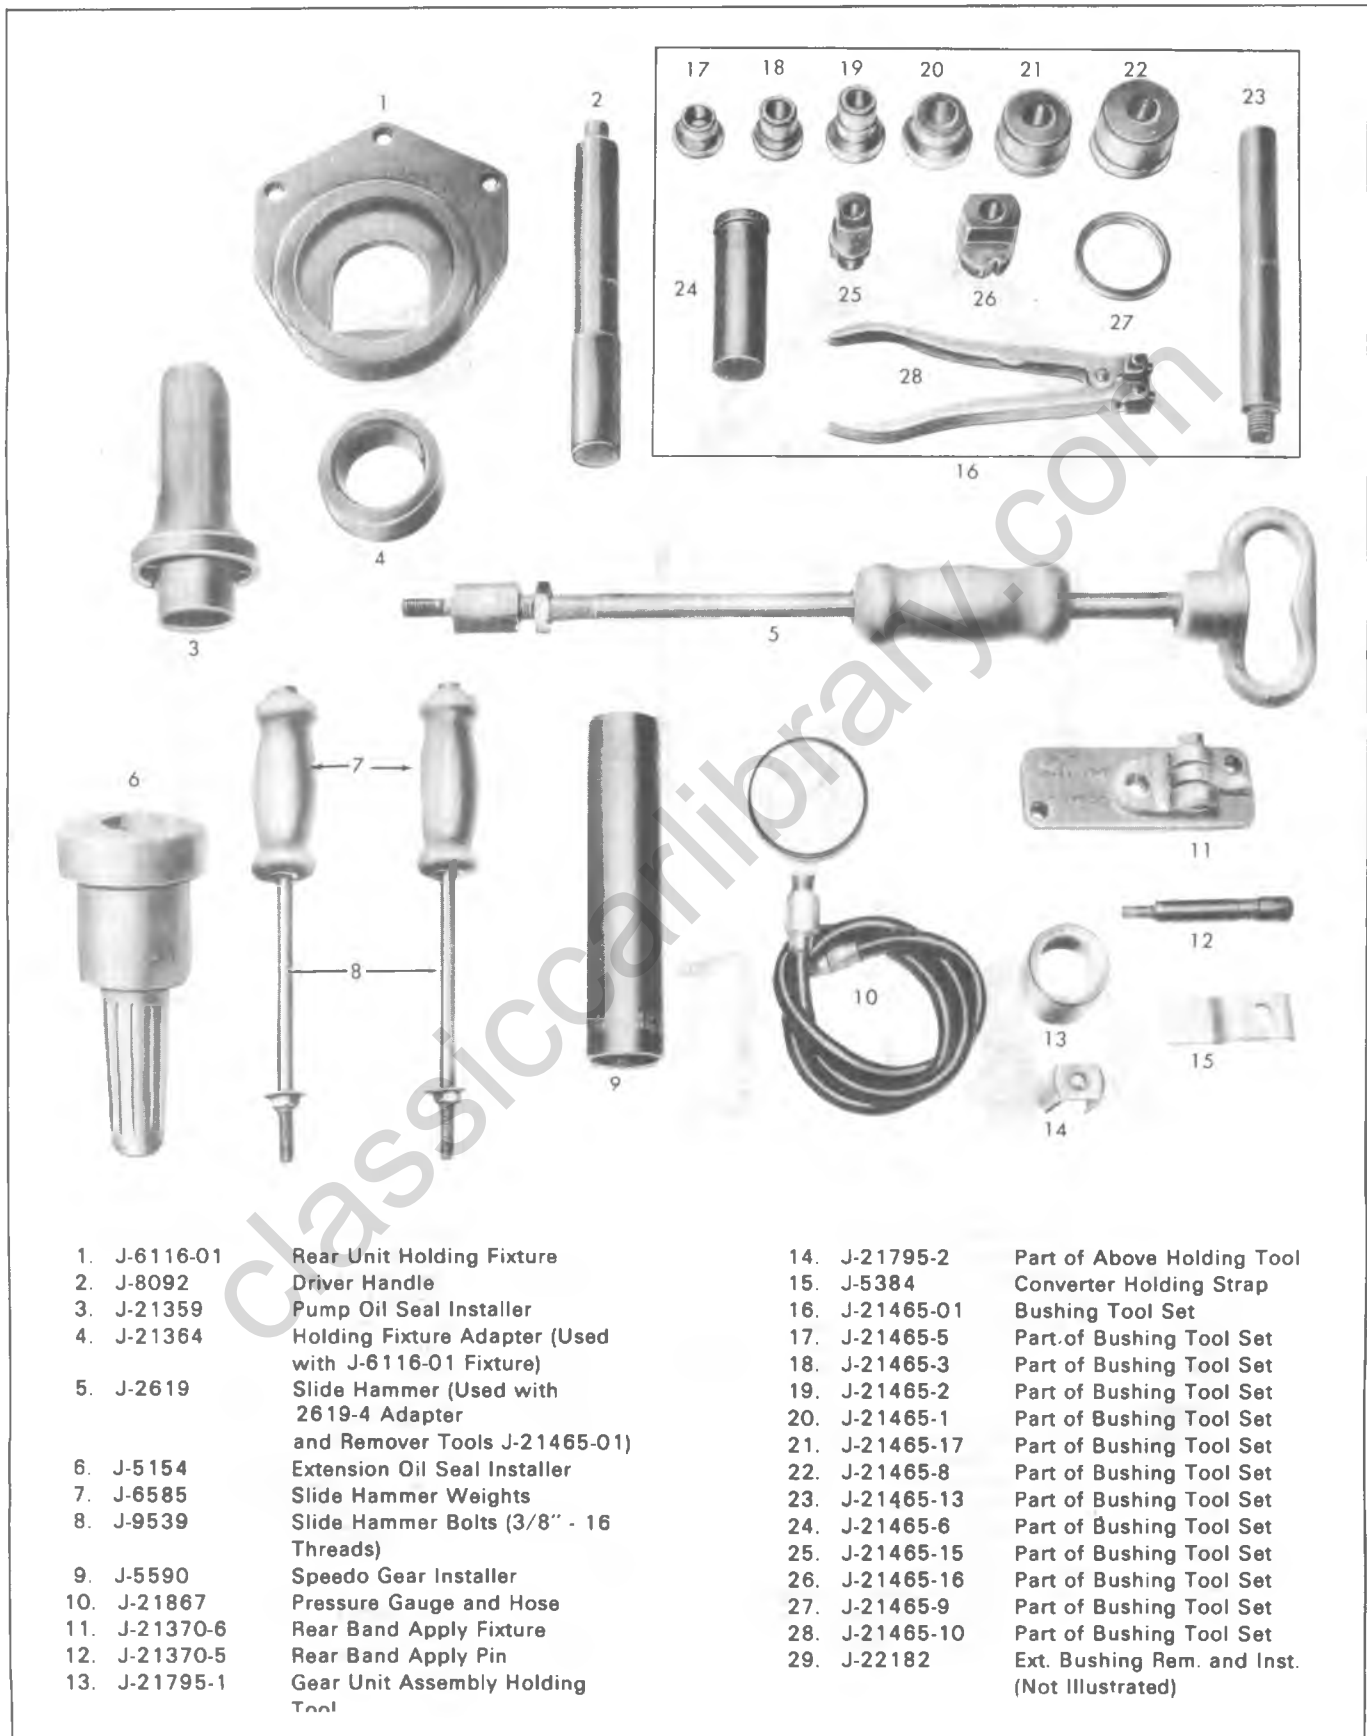 17 18 19 20 21 22 23
1 2
24 25 26 27
28
16
3 4
5
6 7
8
9
10
11
12
13
14
15
1. J-6116-01 Rear Unit Holding Fixture
2. J-8092 Driver Handle
3. J-21359 Pump Oil Seal Installer
4. J-21364 Holding Fixture Adapter (Used
with J-6116-01 Fixture)
5. J-2619 Slide Hammer (Used with
2619-4 Adapter
and Remover Tools J-21465-01)
6. J-5154 Extension Oil Seal Installer
7. J-6585 Slide Hammer Weights
8. J-9539 Slide Hammer Bolts (3/8" - 16
Threads)
9. J-5590 Speedo Gear Installer
10. J-21867 Pressure Gauge and Hose
11. J-21370-6 Rear Band Apply Fixture
12. J-21370-5 Rear Band Apply Pin
13. J-21795-1 Gear Unit Assembly Holding
Tool
14. J-21795-2 Part of Above Holding Tool
15. J-5384 Converter Holding Strap
16. J-21465-01 Bushing Tool Set
17. J-21465-5 Part of Bushing Tool Set
18. J-21465-3 Part of Bushing Tool Set
19. J-21465-2 Part of Bushing Tool Set
20. J-21465-1 Part of Bushing Tool Set
21. J-21465-17 Part of Bushing Tool Set
22. J-21465-8 Part of Bushing Tool Set
23. J-21465-13 Part of Bushing Tool Set
24. J-21465-6 Part of Bushing Tool Set
25. J-21465-15 Part of Bushing Tool Set
26. J-21465-16 Part of Bushing Tool Set
27. J-21465-9 Part of Bushing Tool Set
28. J-21465-10 Part of Bushing Tool Set
29. J-22182 Ext. Bushing Rem. and Inst.
(Not Illustrated)
classiccarlibrary.com